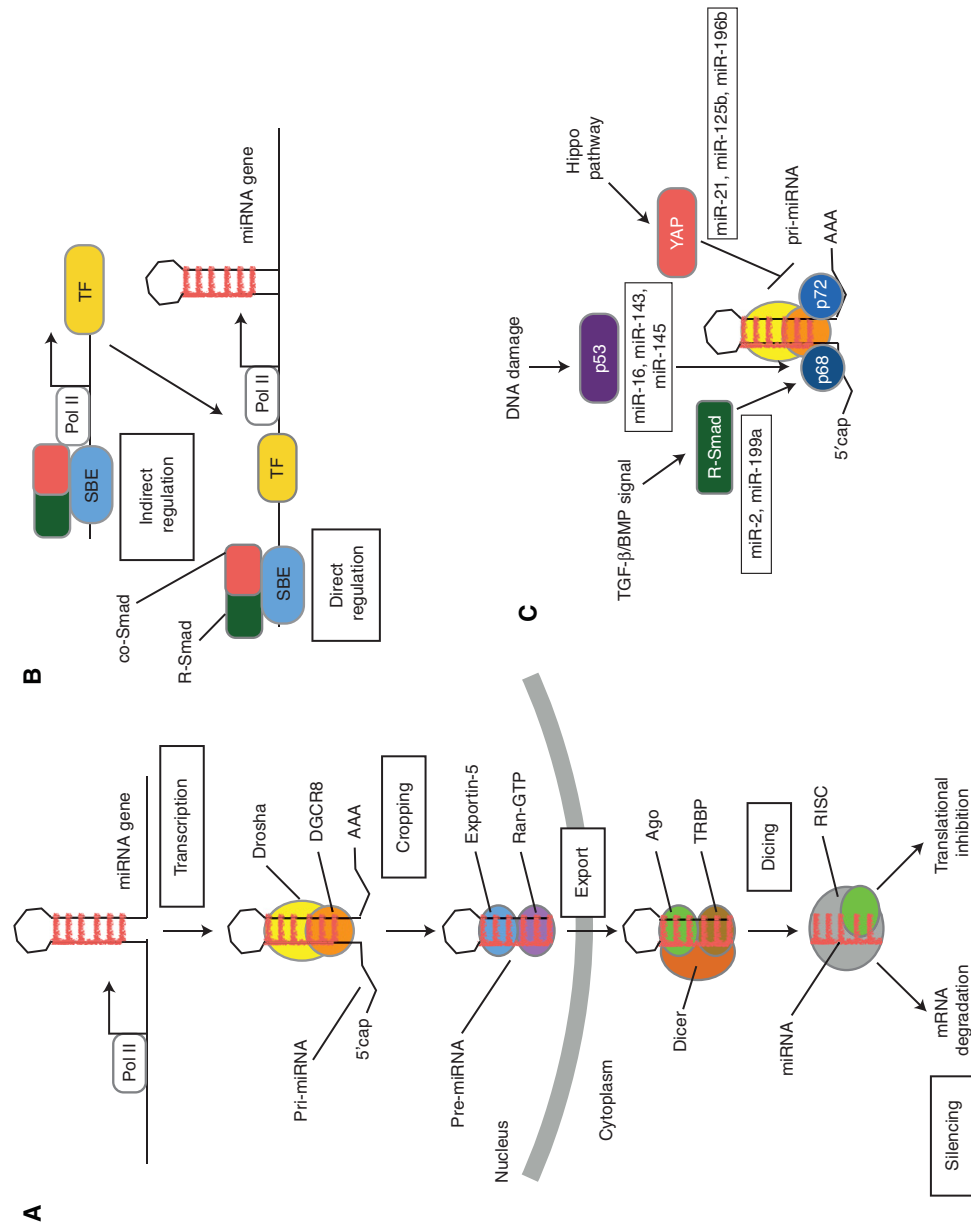 A
Pol II
miRNA gene
Transcription
Drosha
DGCR8
AAA
Pri-miRNA
5′cap
Cropping
Exportin-5
Ran-GTP
Pre-miRNA
Nucleus
Export
Cytoplasm
Ago
TRBP
Dicer
Dicing
RISC
miRNA
mRNA
degradation
Translational
inhibition
Silencing
B
SBE
Pol II
TF
Indirect
regulation
co-Smad
R-Smad
SBE
TF
Pol II
miRNA gene
Direct
regulation
C
DNA damage
Hippo
pathway
p53
YAP
TGF-β/BMP signal
miR-16, miR-143,
miR-145
miR-21, miR-125b, miR-196b
R-Smad
miR-2, miR-199a
pri-miRNA
p68
p72
5′cap
AAA